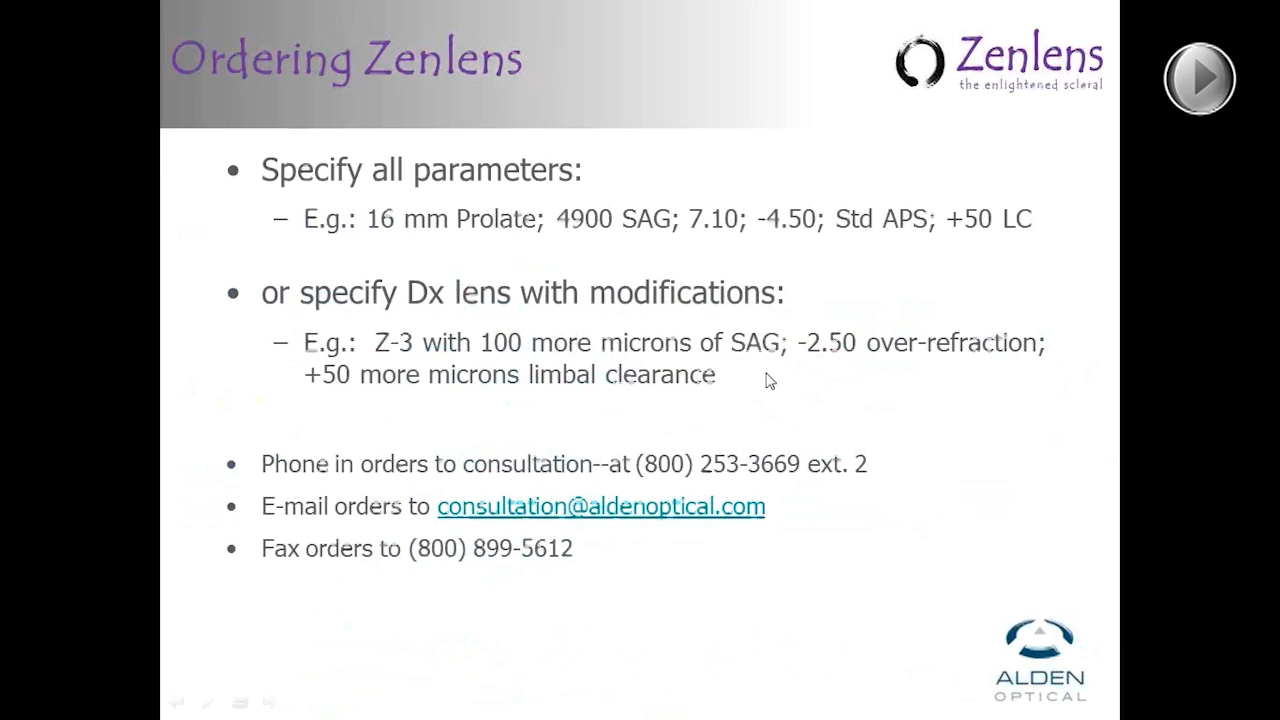 Ordering Zenlens
Zenlens
the enlightened scleral
• Specify all parameters:
– E.g.: 16 mm Prolate; 4900 SAG; 7.10; -4.50; Std APS; +50 LC
• or specify Dx lens with modifications:
– E.g.: Z-3 with 100 more microns of SAG; -2.50 over-refraction;
+50 more microns limbal clearance
• Phone in orders to consultation--at (800) 253-3669 ext. 2
• E-mail orders to consultation@aldenoptical.com
• Fax orders to (800) 899-5612
ALDEN
OPTICAL